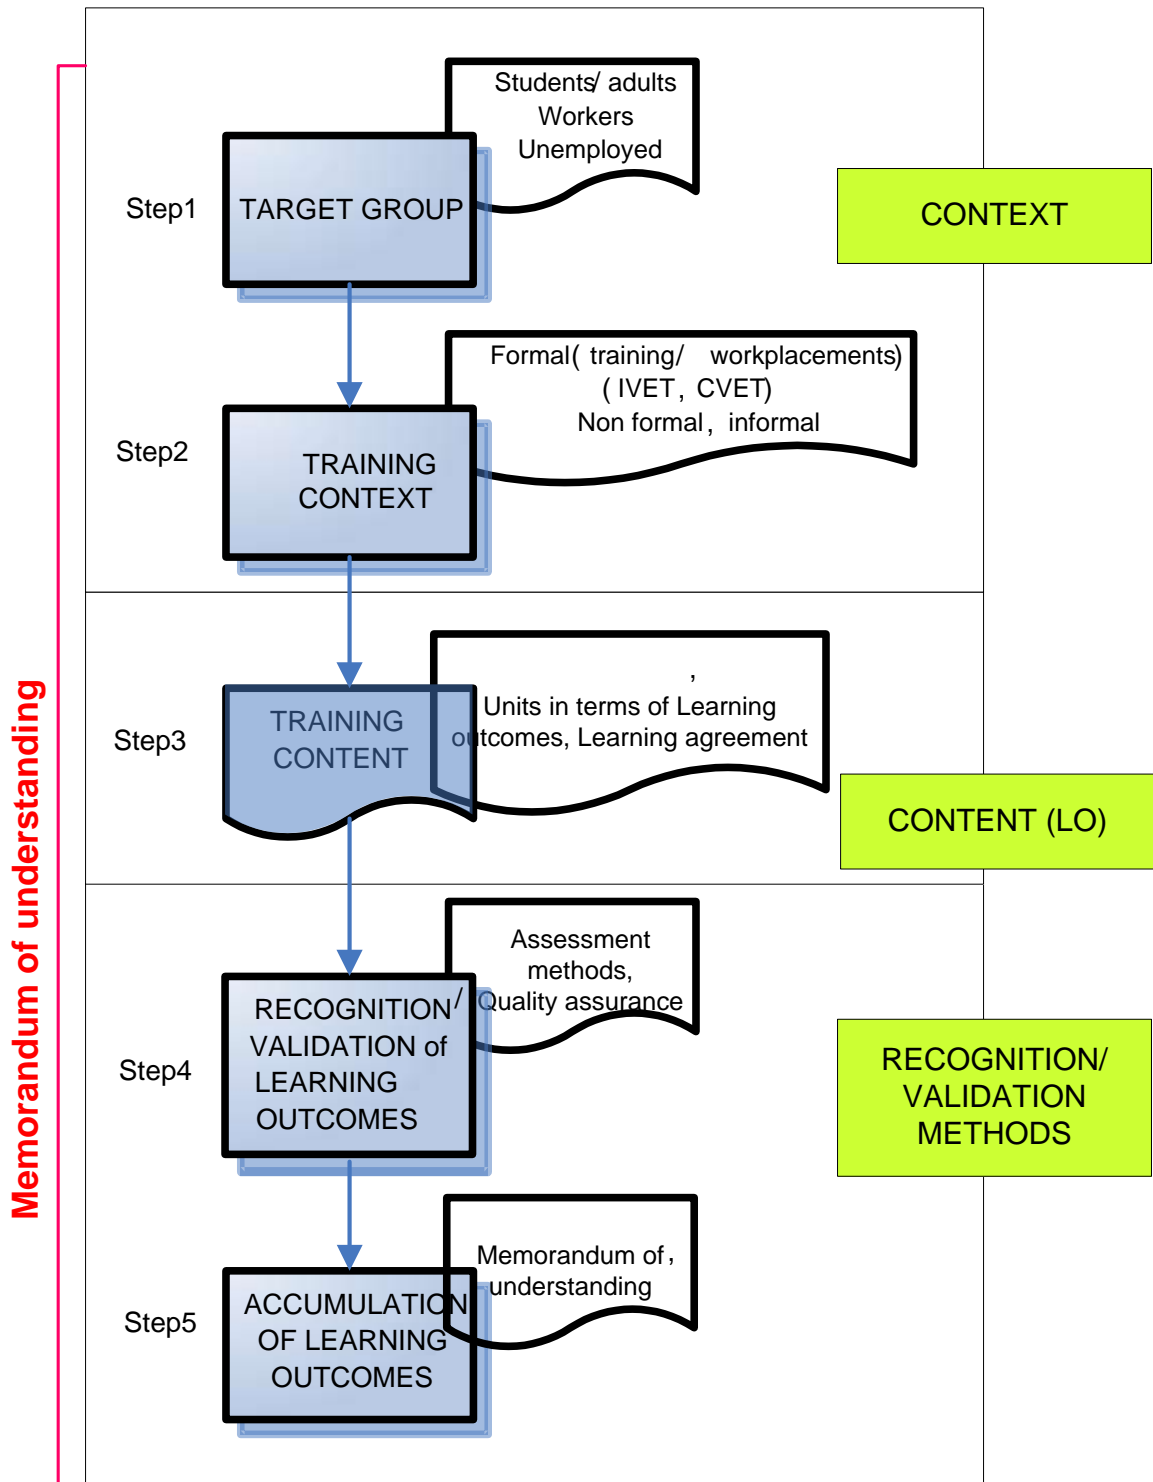 Students/ adults
Workers
Unemployed
Step1
TARGET GROUP
CONTEXT
Formal( training/ workplacements)
( IVET, CVET)
Non formal, informal
Step2
TRAINING
CONTEXT
,
Units in terms of Learning
outcomes, Learning agreement
Step3
TRAINING
CONTENT
CONTENT (LO)
Memorandum of understanding
Assessment
methods,
Quality assurance
Step4
RECOGNITION/
VALIDATION of
LEARNING
OUTCOMES
RECOGNITION/
VALIDATION
METHODS
Memorandum of,
understanding
Step5
ACCUMULATION
OF LEARNING
OUTCOMES